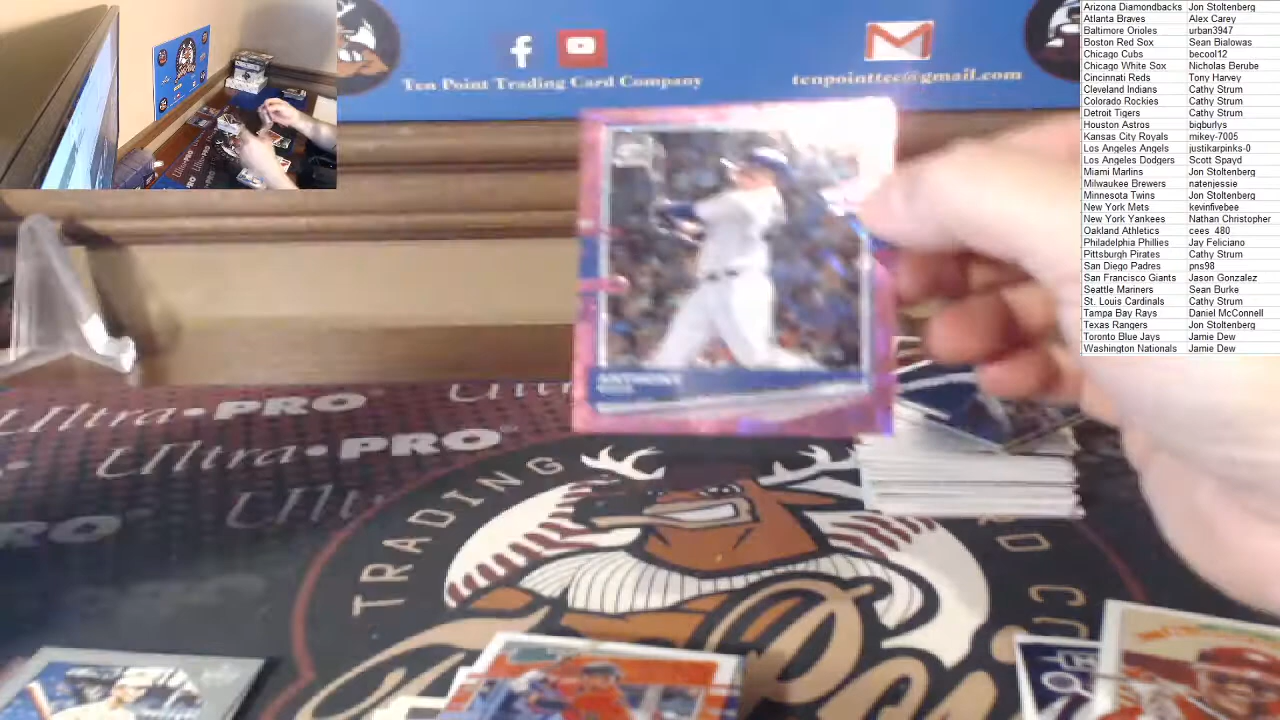 Ten Point Trading Card Company
tenpointtcc@gmail.com
Arizona Diamondbacks Jon Stoltenberg
Atlanta Braves Alex Carey
Baltimore Orioles urban3947
Boston Red Sox Sean Bialowas
Chicago Cubs becool12
Chicago White Sox Nicholas Berube
Cincinnati Reds Tony Harvey
Cleveland Indians Cathy Strum
Colorado Rockies Cathy Strum
Detroit Tigers Cathy Strum
Houston Astros bigburlys
Kansas City Royals mikey-7005
Los Angeles Angels justikarpinks-0
Los Angeles Dodgers Scott Spayd
Miami Marlins Jon Stoltenberg
Milwaukee Brewers natenjessie
Minnesota Twins Jon Stoltenberg
New York Mets kevinfivebee
New York Yankees Nathan Christopher
Oakland Athletics cees_480
Philadelphia Phillies Jay Feliciano
Pittsburgh Pirates Cathy Strum
San Diego Padres pns98
San Francisco Giants Jason Gonzalez
Seattle Mariners Sean Burke
St. Louis Cardinals Cathy Strum
Tampa Bay Rays Daniel McConnell
Texas Rangers Jon Stoltenberg
Toronto Blue Jays Jamie Dew
Washington Nationals Jamie Dew
ANTHONY
Ultra•PRO
Ultra•PRO
Ultra
PRO
TRADING